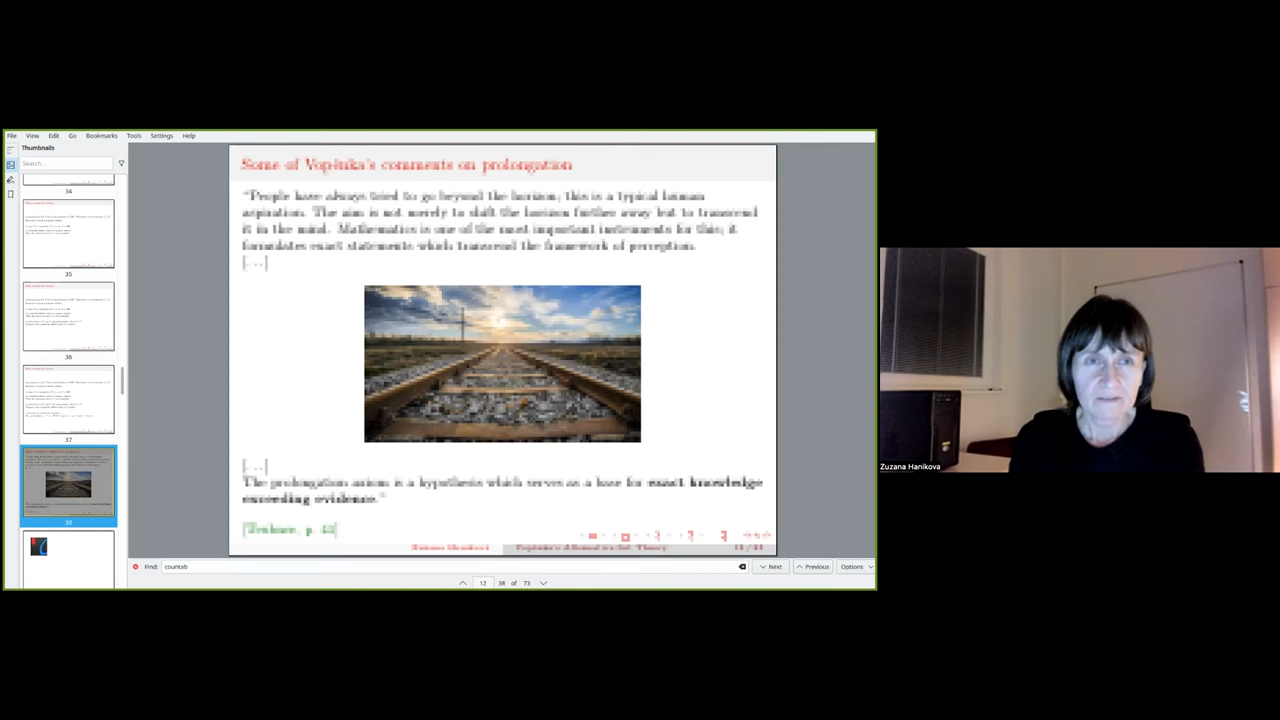 File View Edit Go Bookmarks Tools Settings Help
Thumbnails
Search...
34
35
36
37
38
Some of Vopěnka's comments on prolongation
"People have always tried to go beyond the horizon; this is a typical human
aspiration. The aim is not merely to shift the horizon further away but to transcend
it in the mind. Mathematics is one of the most important instruments for this; it
formulates exact statements which transcend the framework of perception.
[...]
[...]
The prolongation axiom is a hypothesis which serves as a base for exact knowledge
exceeding evidence."
Zuzana Hanikova
Find: countab
Next Previous Options
12 38 of 73